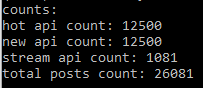 counts:
hot api count: 12500
new api count: 12500
stream api count: 1081
total posts count: 26081